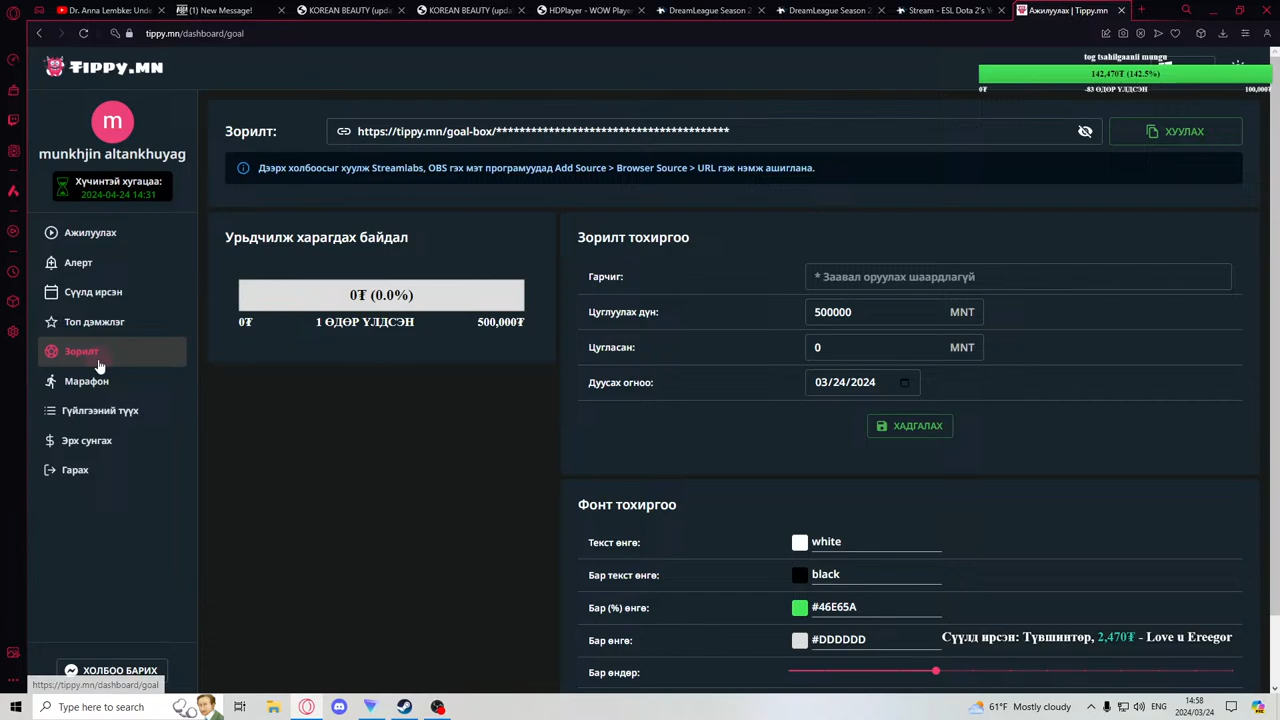 Dr. Anna Lembke: Unde
[N] New Message!
KOREAN BEAUTY (upda
KOREAN BEAUTY (upda
HDPlayer - WOW Playe
DreamLeague Season 2
DreamLeague Season 2
Stream - ESL Dota 2's Y
Ажилуулах | Tippy.mn
tippy.mn/dashboard/goal
₮IPPY.MN
tog tsahilgaanii mungu
142,470₮ (142.5%)
0₮
-83 ӨДӨР ҮЛДСЭН
100,000₮
m
munkhjin altankhuyag
Хүчинтэй хугацаа:
2024-04-24 14:31
Ажилуулах
Алерт
Сүүлд ирсэн
Топ дэмжлэг
Зорилт
Марафон
Гүйлгээний түүх
Эрх сунгах
Гарах
ХОЛБОО БАРИХ
https://tippy.mn/dashboard/goal
Зорилт:
https://tippy.mn/goal-box/****************************************
ХУУЛАХ
Дээрх холбоосыг хуулж Streamlabs, OBS гэх мэт програмуудад Add Source > Browser Source > URL гэж нэмж ашиглана.
Урьдчилж харагдах байдал
0₮ (0.0%)
0₮
1 ӨДӨР ҮЛДСЭН
500,000₮
Зорилт тохиргоо
Гарчиг:
* Заавал оруулах шаардлагүй
Цуглуулах дүн:
500000
MNT
Цугласан:
0
MNT
Дуусах огноо:
03/24/2024
ХАДГАЛАХ
Фонт тохиргоо
Текст өнгө:
white
Бар текст өнгө:
black
Бар (%) өнгө:
#46E65A
Бар өнгө:
#DDDDDD
Сүүлд ирсэн: Түвшинтөр, 2,470₮ - Love u Ereegor
Бар өндөр:
Type here to search
61°F Mostly cloudy
ENG
14:58
2024/03/24